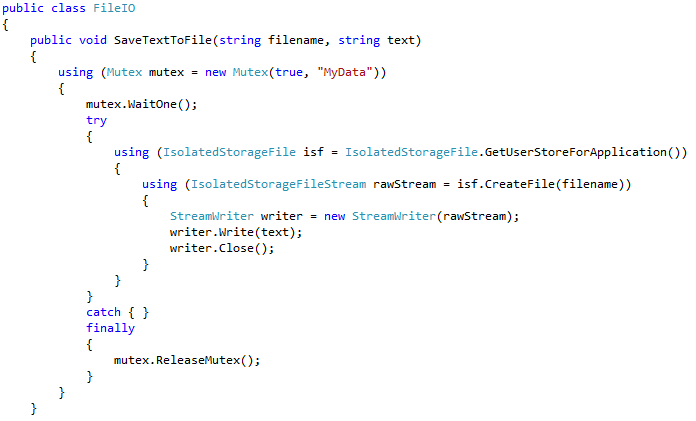 public class FileIO
{
    public void SaveTextToFile(string filename, string text)
    {
        using (Mutex mutex = new Mutex(true, "MyData"))
        {
            mutex.WaitOne();
            try
            {
                using (IsolatedStorageFile isf = IsolatedStorageFile.GetUserStoreForApplication())
                {
                    using (IsolatedStorageFileStream rawStream = isf.CreateFile(filename))
                    {
                        StreamWriter writer = new StreamWriter(rawStream);
                        writer.Write(text);
                        writer.Close();
                    }
                }
            }
            catch { }
            finally
            {
                mutex.ReleaseMutex();
            }
        }
    }